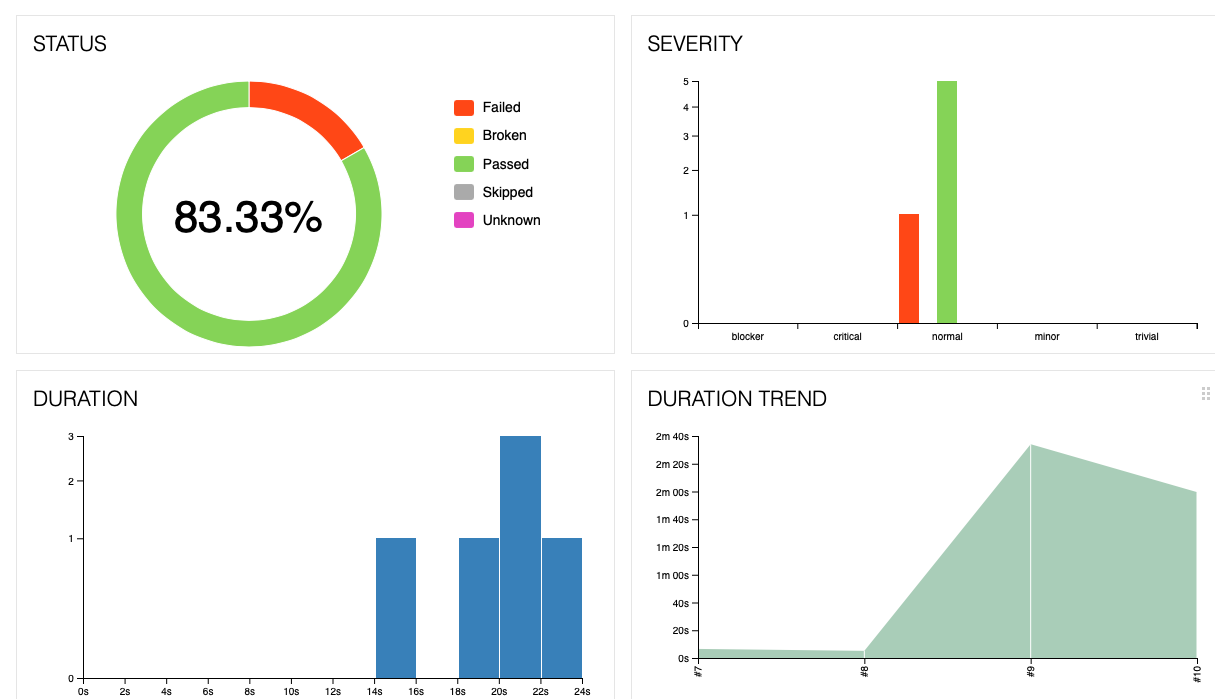 STATUS
83.33%
Failed
Broken
Passed
Skipped
Unknown
SEVERITY
5
4
3
2
1
0
blocker critical normal minor trivial
DURATION
3
2
1
0
0s 2s 4s 6s 8s 10s 12s 14s 16s 18s 20s 22s 24s
DURATION TREND
2m 40s
2m 20s
2m 00s
1m 40s
1m 20s
1m 00s
40s
20s
0s
#7 #8 #9 #10